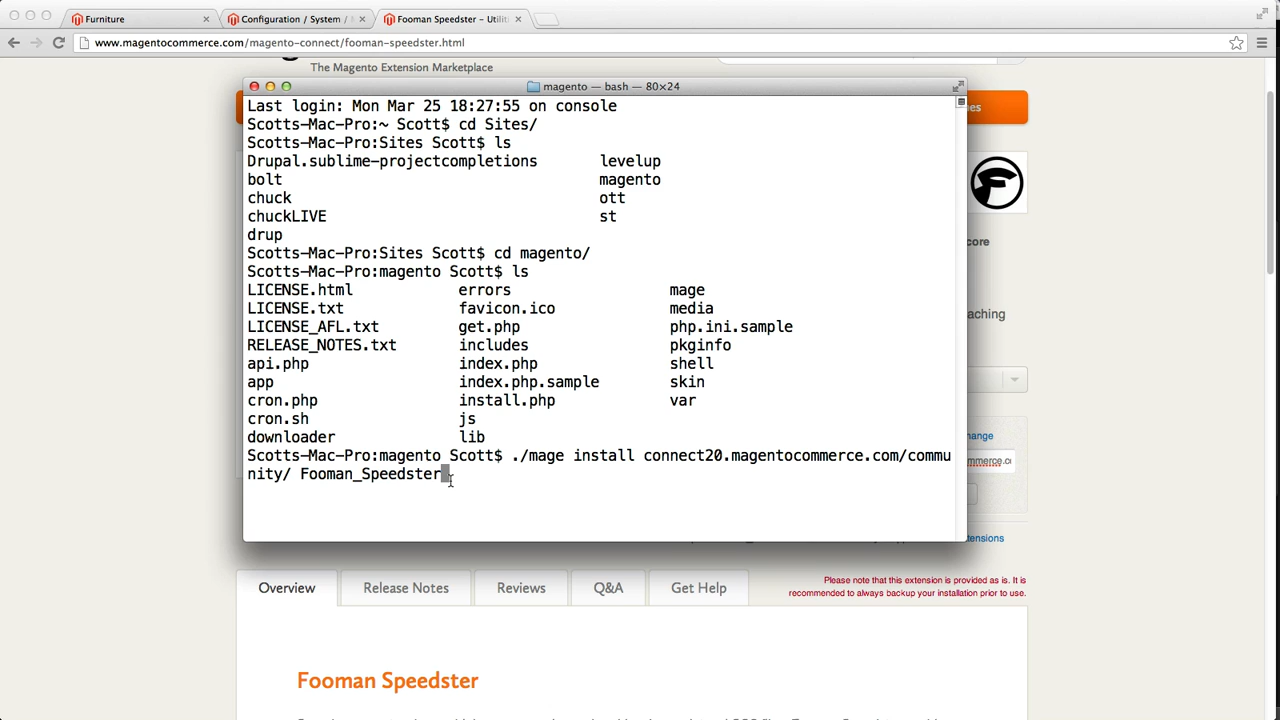 Furniture
Configuration / System /
Fooman Speedster – Utilit
www.magentocommerce.com/magento-connect/fooman-speedster.html
The Magento Extension Marketplace
magento — bash — 80×24
Last login: Mon Mar 25 18:27:55 on console
Scotts-Mac-Pro:~ Scott$ cd Sites/
Scotts-Mac-Pro:Sites Scott$ ls
Drupal.sublime-projectcompletions levelup
bolt magento
chuck ott
chuckLIVE st
drup
Scotts-Mac-Pro:Sites Scott$ cd magento/
Scotts-Mac-Pro:magento Scott$ ls
LICENSE.html errors mage
LICENSE.txt favicon.ico media
LICENSE_AFL.txt get.php php.ini.sample
RELEASE_NOTES.txt includes pkginfo
api.php index.php shell
app index.php.sample skin
cron.php install.php var
cron.sh js
downloader lib
Scotts-Mac-Pro:magento Scott$ ./mage install connect20.magentocommerce.com/commu
nity/ Fooman_Speedster
F
core
aching
hange
mmerce.c
ensions
Overview
Release Notes
Reviews
Q&A
Get Help
Please note that this extension is provided as is. It is
recommended to always backup your installation prior to use.
Fooman Speedster